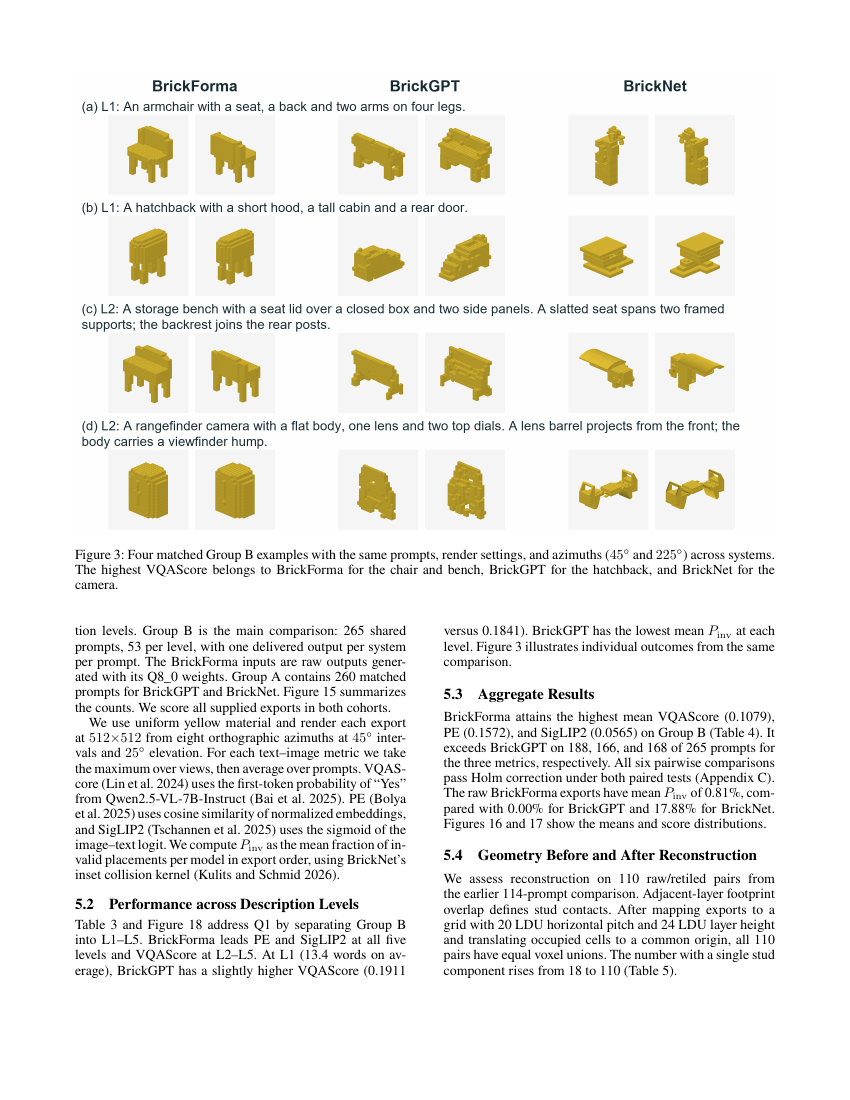 BrickForma BrickGPT BrickNet
(a) L1: An armchair with a seat, a back and two arms on four legs.
(b) L1: A hatchback with a short hood, a tall cabin and a rear door.
(c) L2: A storage bench with a seat lid over a closed box and two side panels. A slatted seat spans two framed
supports; the backrest joins the rear posts.
(d) L2: A rangefinder camera with a flat body, one lens and two top dials. A lens barrel projects from the front; the
body carries a viewfinder hump.
Figure 3: Four matched Group B examples with the same prompts, render settings, and azimuths (45° and 225°) across systems.
The highest VQAScore belongs to BrickForma for the chair and bench, BrickGPT for the hatchback, and BrickNet for the
camera.
tion levels. Group B is the main comparison: 265 shared
prompts, 53 per level, with one delivered output per system
per prompt. The BrickForma inputs are raw outputs gener-
ated with its Q8_0 weights. Group A contains 260 matched
prompts for BrickGPT and BrickNet. Figure 15 summarizes
the counts. We score all supplied exports in both cohorts.
We use uniform yellow material and render each export
at 512×512 from eight orthographic azimuths at 45° inter-
vals and 25° elevation. For each text–image metric we take
the maximum over views, then average over prompts. VQAS-
core (Lin et al. 2024) uses the first-token probability of “Yes”
from Qwen2.5-VL-7B-Instruct (Bai et al. 2025). PE (Bolya
et al. 2025) uses cosine similarity of normalized embeddings,
and SigLIP2 (Tschannen et al. 2025) uses the sigmoid of the
image–text logit. We compute P_inv as the mean fraction of in-
valid placements per model in export order, using BrickNet’s
inset collision kernel (Kulits and Schmid 2026).
5.2 Performance across Description Levels
Table 3 and Figure 18 address Q1 by separating Group B
into L1–L5. BrickForma leads PE and SigLIP2 at all five
levels and VQAScore at L2–L5. At L1 (13.4 words on av-
erage), BrickGPT has a slightly higher VQAScore (0.1911
versus 0.1841). BrickGPT has the lowest mean P_inv at each
level. Figure 3 illustrates individual outcomes from the same
comparison.
5.3 Aggregate Results
BrickForma attains the highest mean VQAScore (0.1079),
PE (0.1572), and SigLIP2 (0.0565) on Group B (Table 4). It
exceeds BrickGPT on 188, 166, and 168 of 265 prompts for
the three metrics, respectively. All six pairwise comparisons
pass Holm correction under both paired tests (Appendix C).
The raw BrickForma exports have mean P_inv of 0.81%, com-
pared with 0.00% for BrickGPT and 17.88% for BrickNet.
Figures 16 and 17 show the means and score distributions.
5.4 Geometry Before and After Reconstruction
We assess reconstruction on 110 raw/retiled pairs from
the earlier 114-prompt comparison. Adjacent-layer footprint
overlap defines stud contacts. After mapping exports to a
grid with 20 LDU horizontal pitch and 24 LDU layer height
and translating occupied cells to a common origin, all 110
pairs have equal voxel unions. The number with a single stud
component rises from 18 to 110 (Table 5).